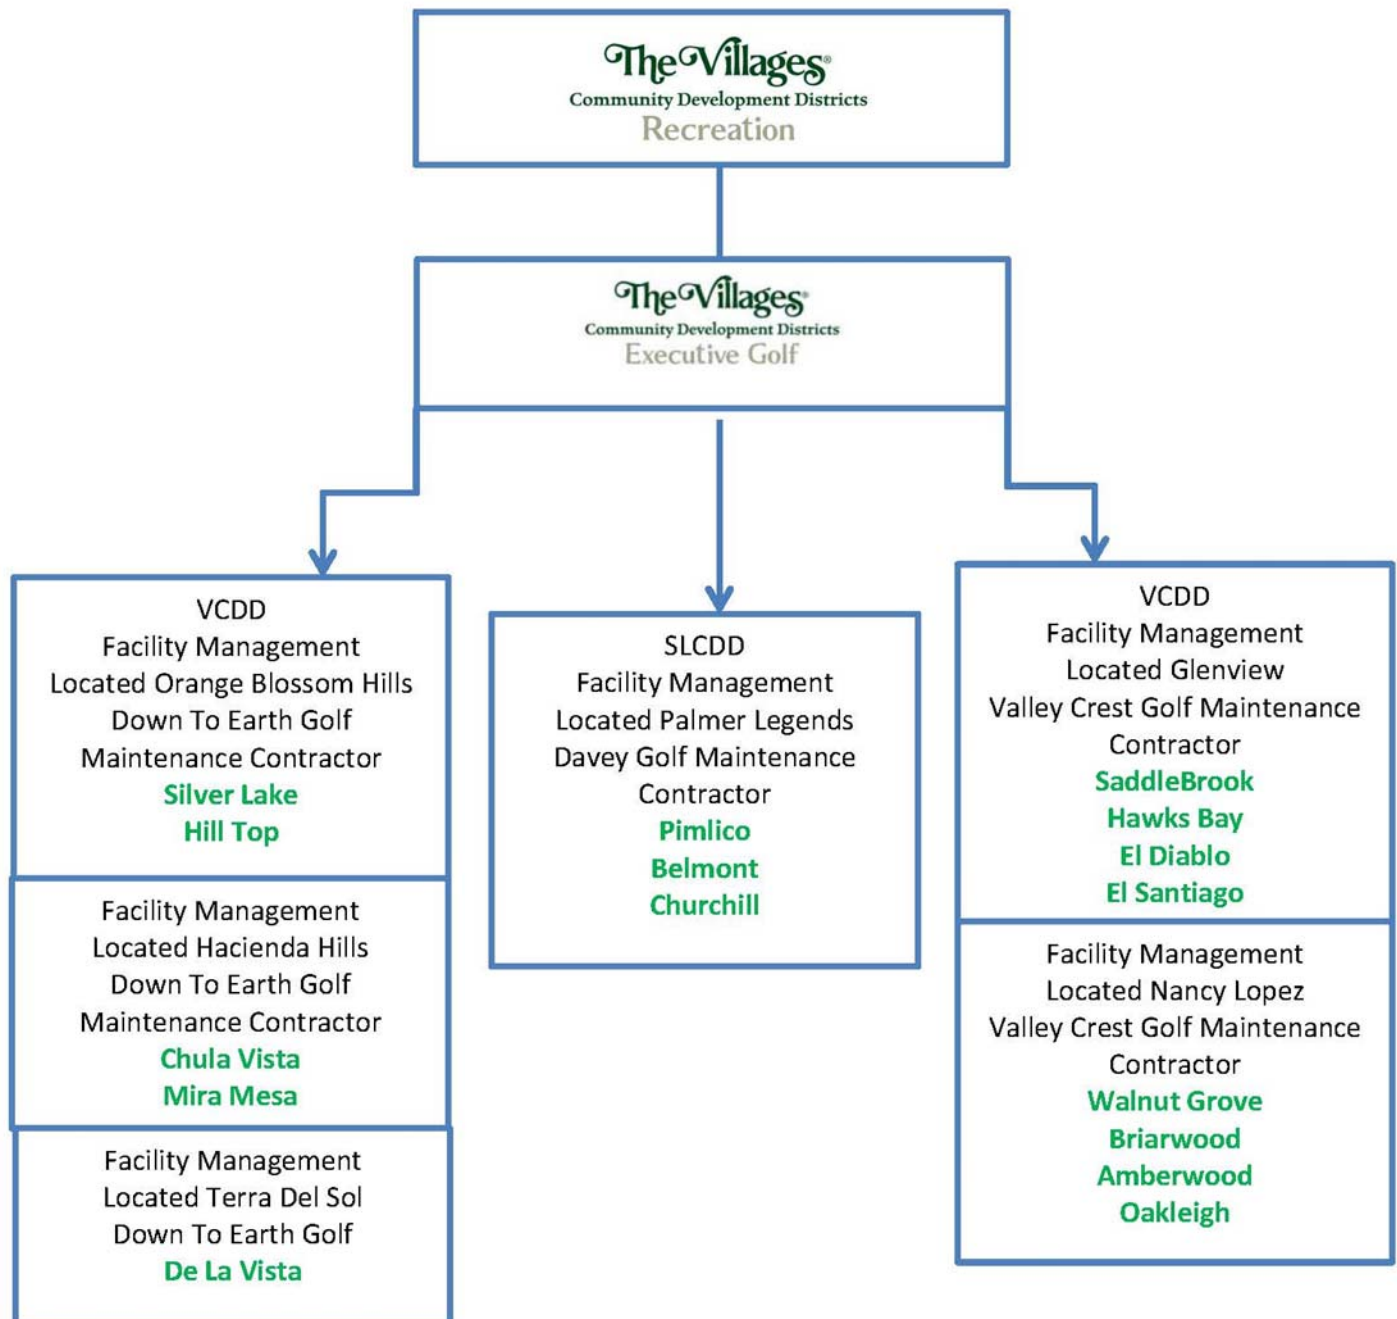 The Villages®
Community Development Districts
Recreation
The Villages®
Community Development Districts
Executive Golf
VCDD
Facility Management
Located Orange Blossom Hills
Down To Earth Golf
Maintenance Contractor
Silver Lake
Hill Top
Facility Management
Located Hacienda Hills
Down To Earth Golf
Maintenance Contractor
Chula Vista
Mira Mesa
Facility Management
Located Terra Del Sol
Down To Earth Golf
De La Vista
SLCDD
Facility Management
Located Palmer Legends
Davey Golf Maintenance
Contractor
Pimlico
Belmont
Churchill
VCDD
Facility Management
Located Glenview
Valley Crest Golf Maintenance
Contractor
SaddleBrook
Hawks Bay
El Diablo
El Santiago
Facility Management
Located Nancy Lopez
Valley Crest Golf Maintenance
Contractor
Walnut Grove
Briarwood
Amberwood
Oakleigh